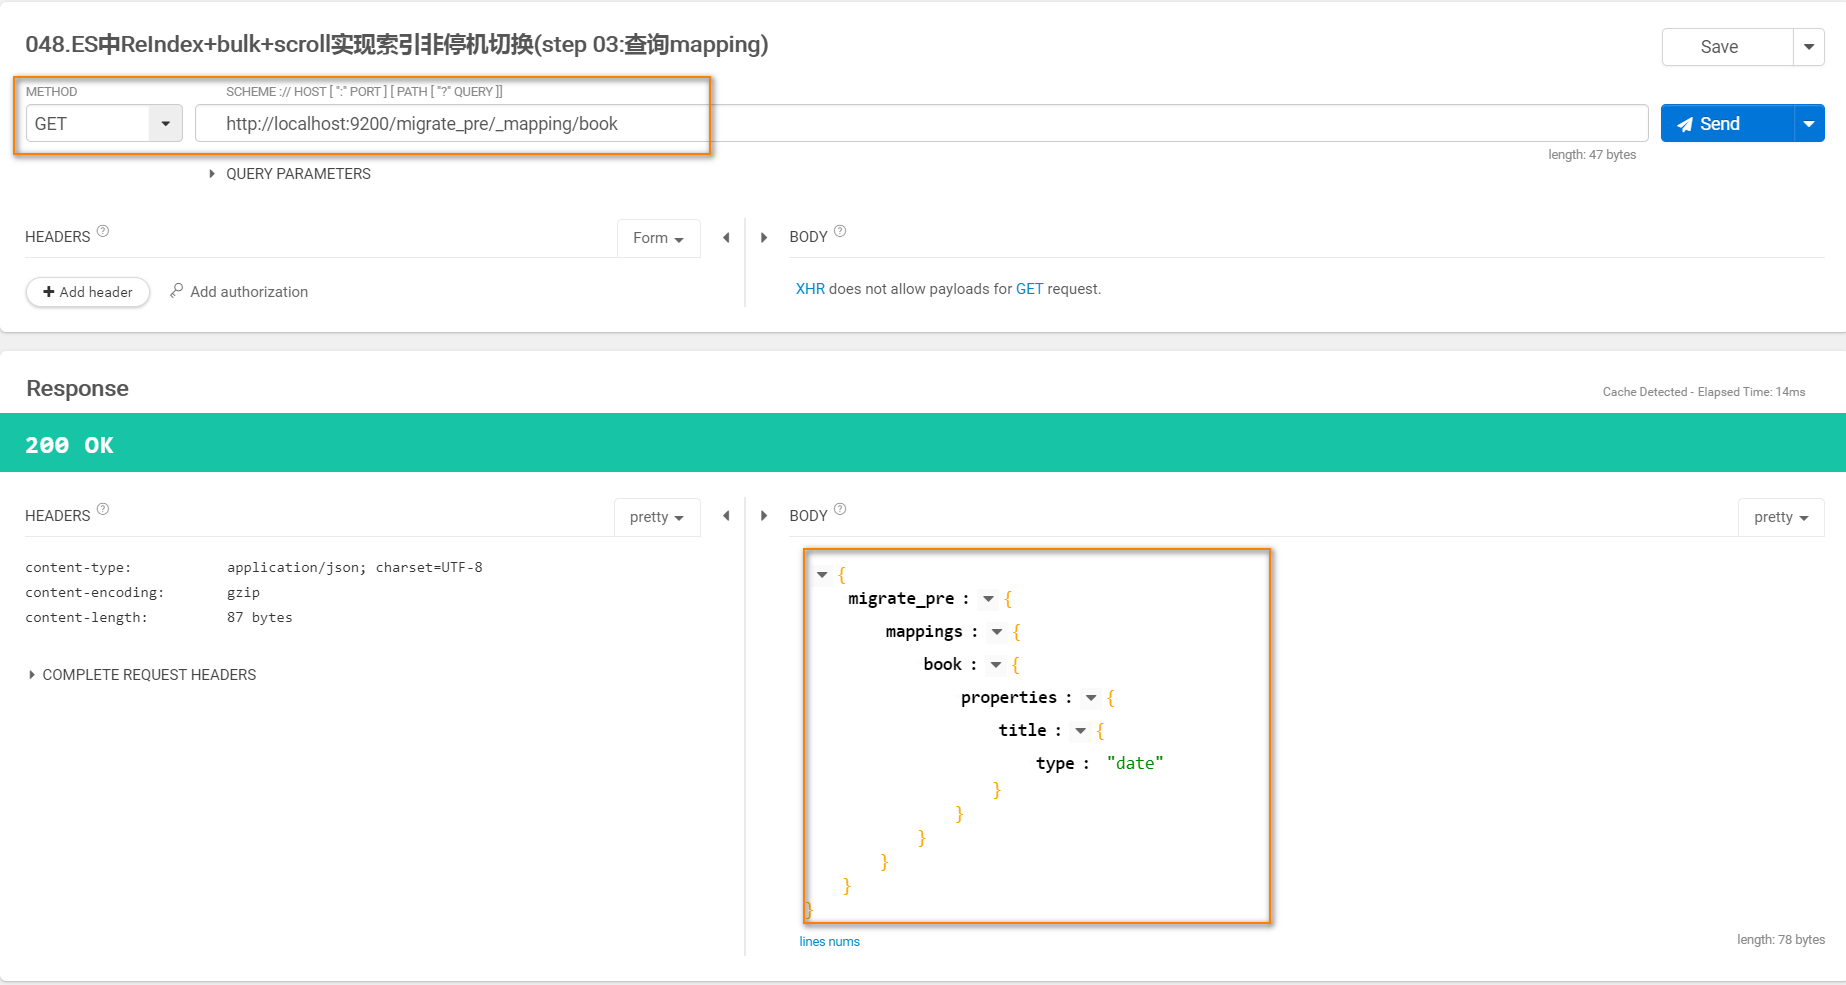 048.ES中ReIndex+bulk+scroll实现索引非停机切换(step 03:查询mapping)
Save
METHOD
SCHEME :// HOST [ ":" PORT ] [ PATH [ "?" QUERY ]]
GET
http://localhost:9200/migrate_pre/_mapping/book
Send
length: 47 bytes
QUERY PARAMETERS
HEADERS ?
Form
BODY ?
Add header
Add authorization
XHR does not allow payloads for GET request.
Response
Cache Detected - Elapsed Time: 14ms
200 OK
HEADERS ?
pretty
BODY ?
pretty
content-type: application/json; charset=UTF-8
content-encoding: gzip
content-length: 87 bytes
COMPLETE REQUEST HEADERS
{
migrate_pre : {
mappings : {
book : {
properties : {
title : {
type : "date"
}
}
}
}
}
}
lines nums
length: 78 bytes